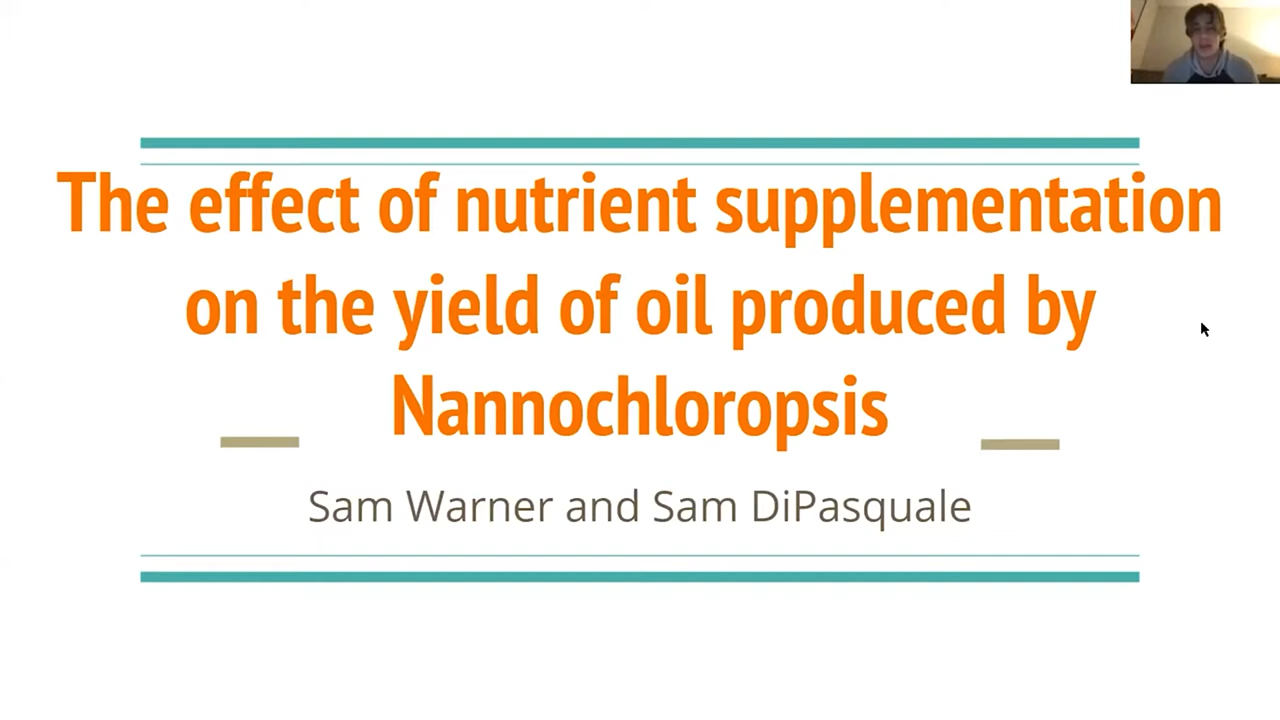 The effect of nutrient supplementation
on the yield of oil produced by
Nannochloropsis
Sam Warner and Sam DiPasquale